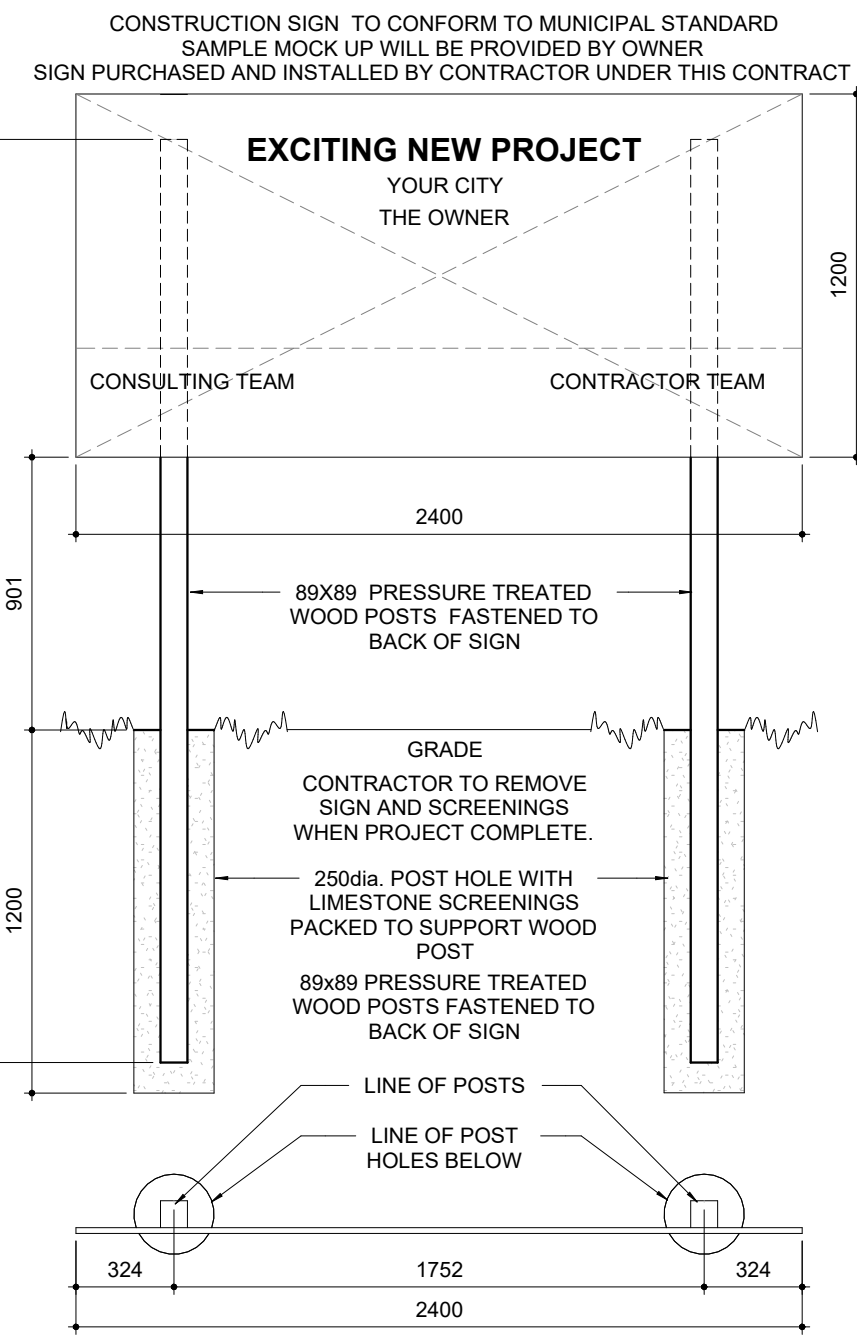 CONSTRUCTION SIGN TO CONFORM TO MUNICIPAL STANDARD
SAMPLE MOCK UP WILL BE PROVIDED BY OWNER
SIGN PURCHASED AND INSTALLED BY CONTRACTOR UNDER THIS CONTRACT
EXCITING NEW PROJECT
YOUR CITY
THE OWNER
1200
CONSULTING TEAM
CONTRACTOR TEAM
2400
901
89X89 PRESSURE TREATED
WOOD POSTS FASTENED TO
BACK OF SIGN
GRADE
CONTRACTOR TO REMOVE
SIGN AND SCREENINGS
WHEN PROJECT COMPLETE.
1200
250dia. POST HOLE WITH
LIMESTONE SCREENINGS
PACKED TO SUPPORT WOOD
POST
89x89 PRESSURE TREATED
WOOD POSTS FASTENED TO
BACK OF SIGN
LINE OF POSTS
LINE OF POST
HOLES BELOW
324
1752
324
2400